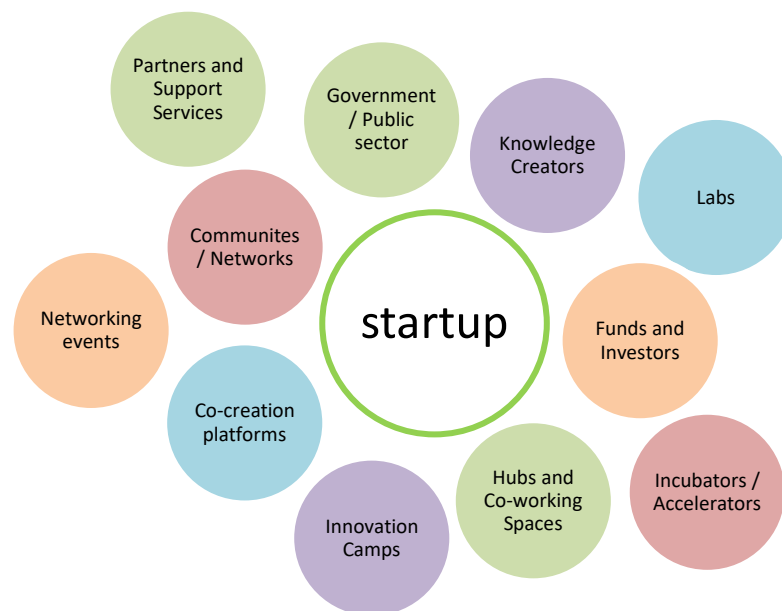 Partners and
Support
Services
Government
/ Public
sector
Knowledge
Creators
Labs
Communites
/ Networks
startup
Networking
events
Funds and
Investors
Co-creation
platforms
Hubs and
Co-working
Spaces
Incubators /
Accelerators
Innovation
Camps